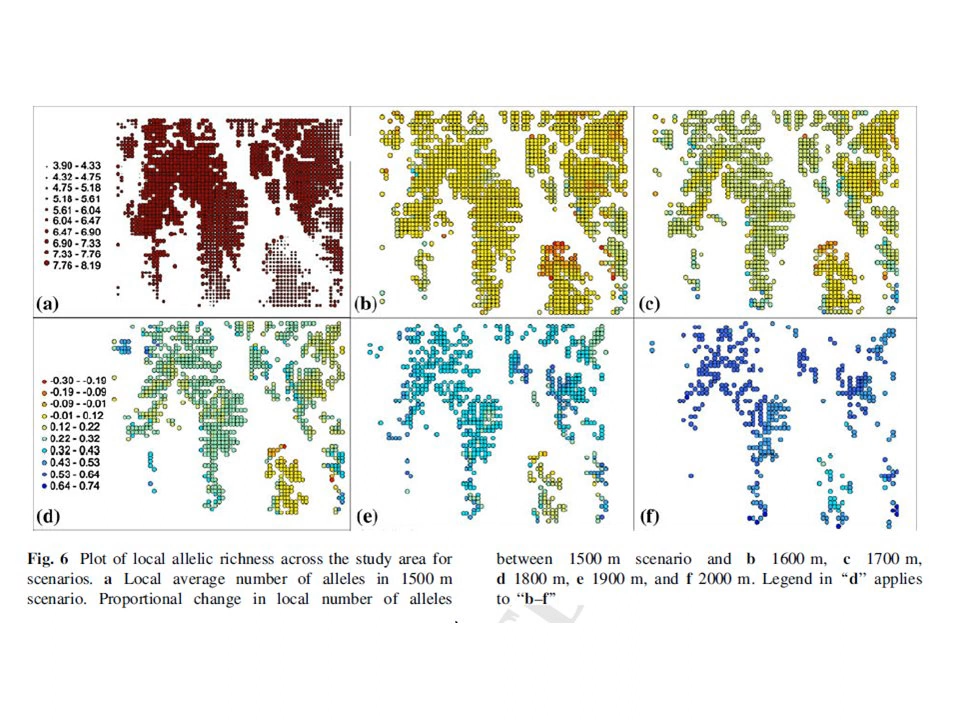 3.90 - 4.33
4.32 - 4.75
4.75 - 5.18
5.18 - 5.61
5.61 - 6.04
6.04 - 6.47
6.47 - 6.90
6.90 - 7.33
7.33 - 7.76
7.76 - 8.19
(a)
(b)
(c)
-0.30 - -0.19
-0.19 - -0.09
-0.09 - -0.01
-0.01 - 0.12
0.12 - 0.22
0.22 - 0.32
0.32 - 0.43
0.43 - 0.53
0.53 - 0.64
0.64 - 0.74
(d)
(e)
(f)
Fig. 6 Plot of local allelic richness across the study area for
scenarios. a Local average number of alleles in 1500 m
scenario. Proportional change in local number of alleles
between 1500 m scenario and b 1600 m, c 1700 m,
d 1800 m, e 1900 m, and f 2000 m. Legend in “d” applies
to “b–f”